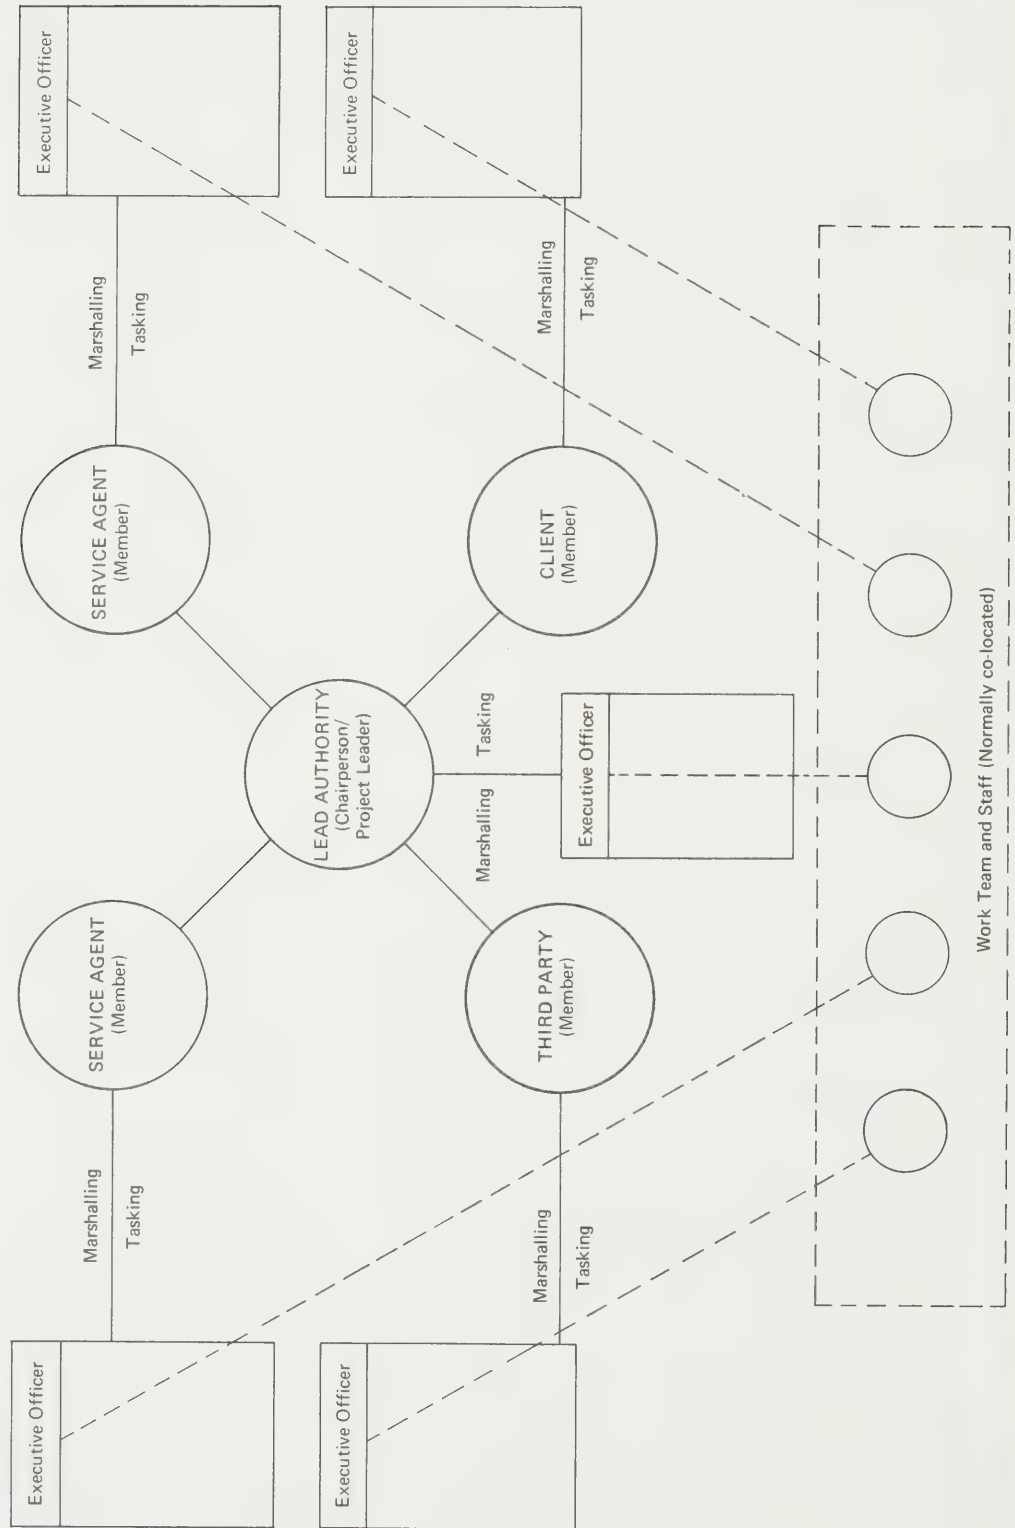 Executive Officer
Executive Officer
Marshalling
Tasking
SERVICE AGENT
(Member)
SERVICE AGENT
(Member)
Marshalling
Tasking
LEAD AUTHORITY
(Chairperson/
Project Leader)
Executive Officer
Executive Officer
Marshalling
Tasking
Marshalling
Tasking
THIRD PARTY
(Member)
Executive Officer
CLIENT
(Member)
Marshalling
Tasking
Work Team and Staff (Normally co-located)